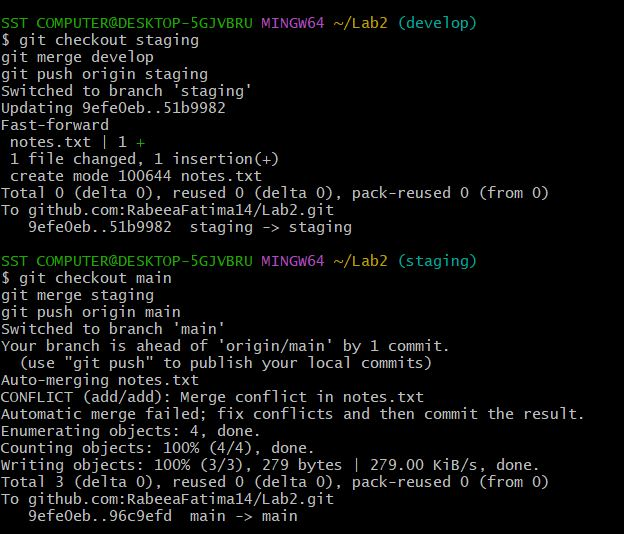 SST COMPUTER@DESKTOP-5GJVBRU MINGW64 ~/Lab2 (develop)
$ git checkout staging
git merge develop
git push origin staging
Switched to branch 'staging'
Updating 9efe0eb..51b9982
Fast-forward
 notes.txt | 1 +
 1 file changed, 1 insertion(+)
 create mode 100644 notes.txt
Total 0 (delta 0), reused 0 (delta 0), pack-reused 0 (from 0)
To github.com:RabeeaFatima14/Lab2.git
   9efe0eb..51b9982  staging -> staging

SST COMPUTER@DESKTOP-5GJVBRU MINGW64 ~/Lab2 (staging)
$ git checkout main
git merge staging
git push origin main
Switched to branch 'main'
Your branch is ahead of 'origin/main' by 1 commit.
  (use "git push" to publish your local commits)
Auto-merging notes.txt
CONFLICT (add/add): Merge conflict in notes.txt
Automatic merge failed; fix conflicts and then commit the result.
Enumerating objects: 4, done.
Counting objects: 100% (4/4), done.
Writing objects: 100% (3/3), 279 bytes | 279.00 KiB/s, done.
Total 3 (delta 0), reused 0 (delta 0), pack-reused 0 (from 0)
To github.com:RabeeaFatima14/Lab2.git
   9efe0eb..96c9efd  main -> main